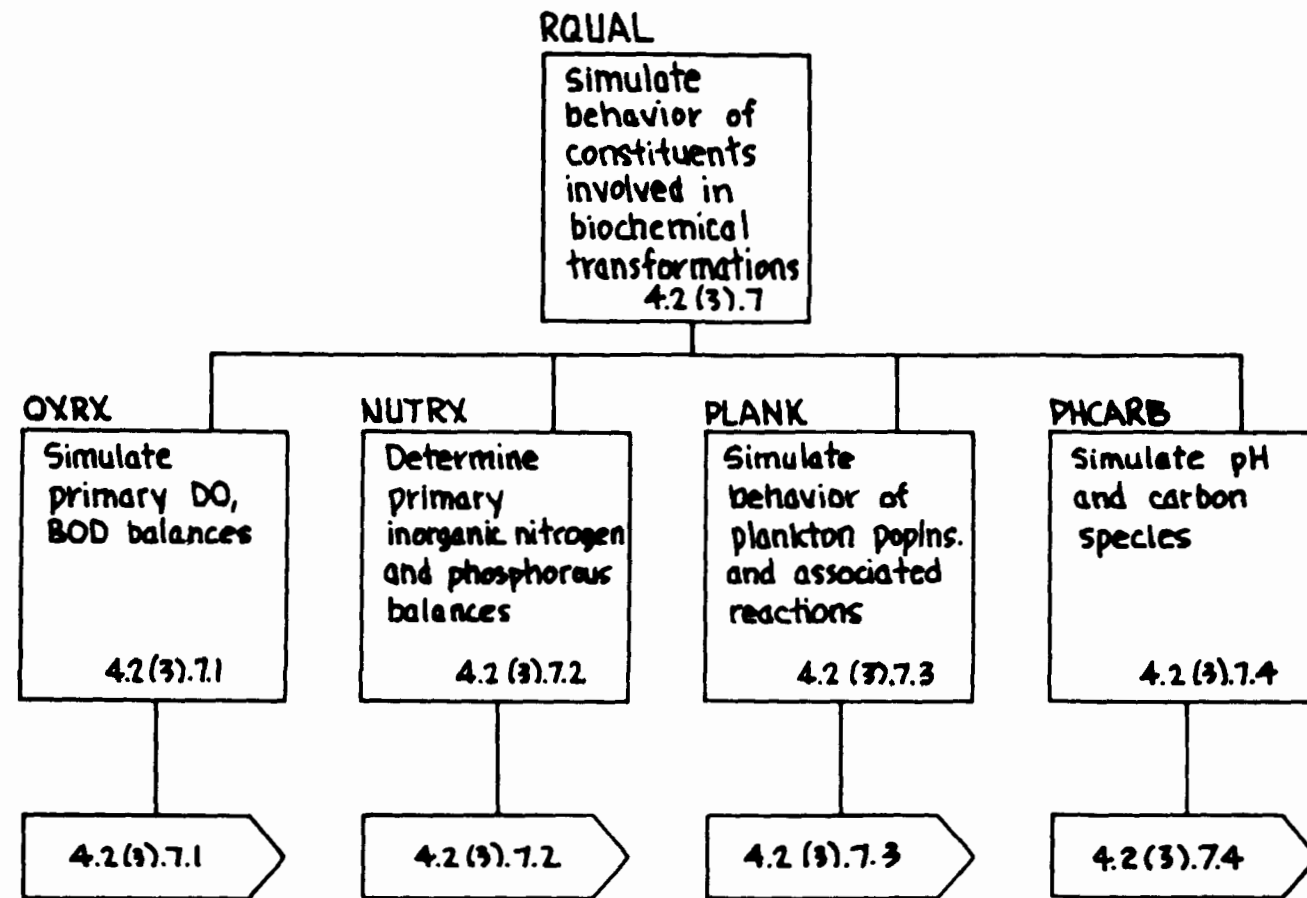 RQUAL
Simulate
behavior of
constituents
involved in
biochemical
transformations
4.2(3).7
OXRX
Simulate
primary DO,
BOD balances
4.2(3).7.1
NUTRX
Determine
primary
inorganic nitrogen
and phosphorous
balances
4.2(3).7.2
PLANK
Simulate
behavior of
plankton popins.
and associated
reactions
4.2(3).7.3
PHCARB
Simulate pH
and carbon
species
4.2(3).7.4
4.2(3).7.1
4.2(3).7.2
4.2(3).7.3
4.2(3).7.4